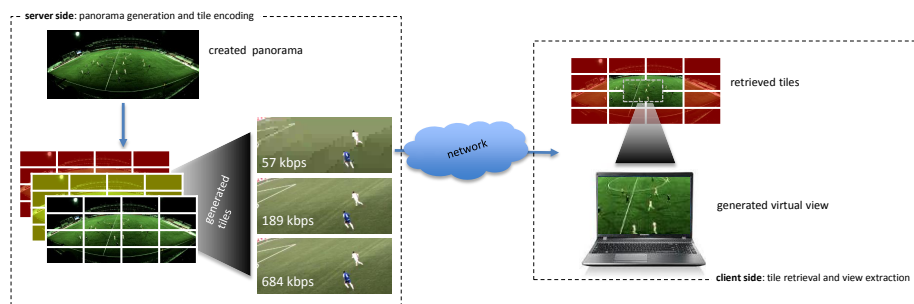 server side: panorama generation and tile encoding
created panorama
generated
tiles
57 kbps
189 kbps
684 kbps
network
retrieved tiles
generated virtual view
client side: tile retrieval and view extraction